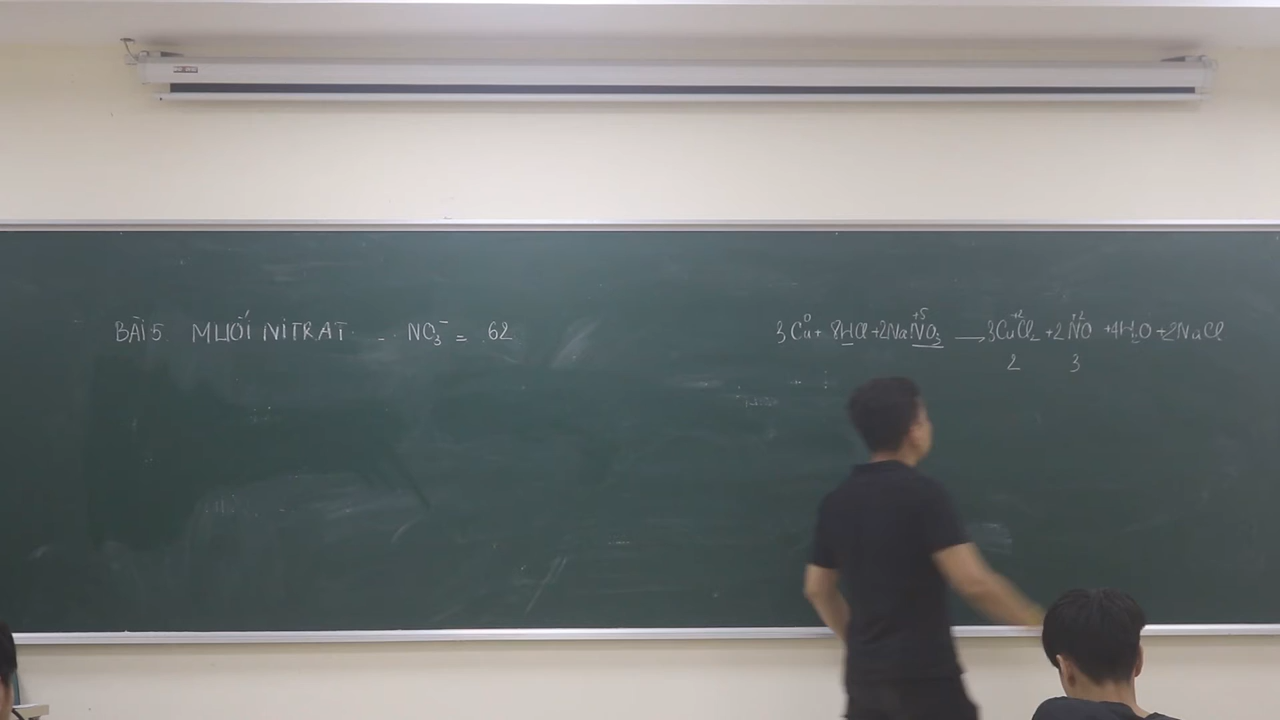 BÀI 5 MUỐI NITRAT - NO₃⁻ = 62
3Cu⁰ + 8HCl + 2NaN⁺⁵O₃ → 3Cu⁺²Cl₂ + 2N⁺²O + 4H₂O + 2NaCl
2 3